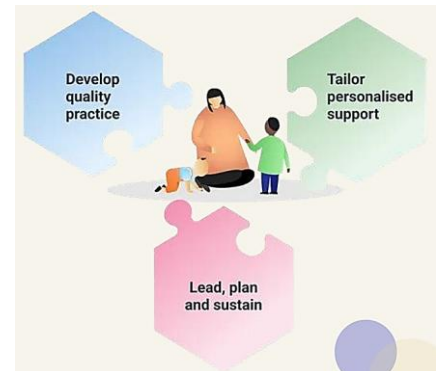 Develop
quality
practice
Tailor
personalised
support
Lead, plan
and sustain